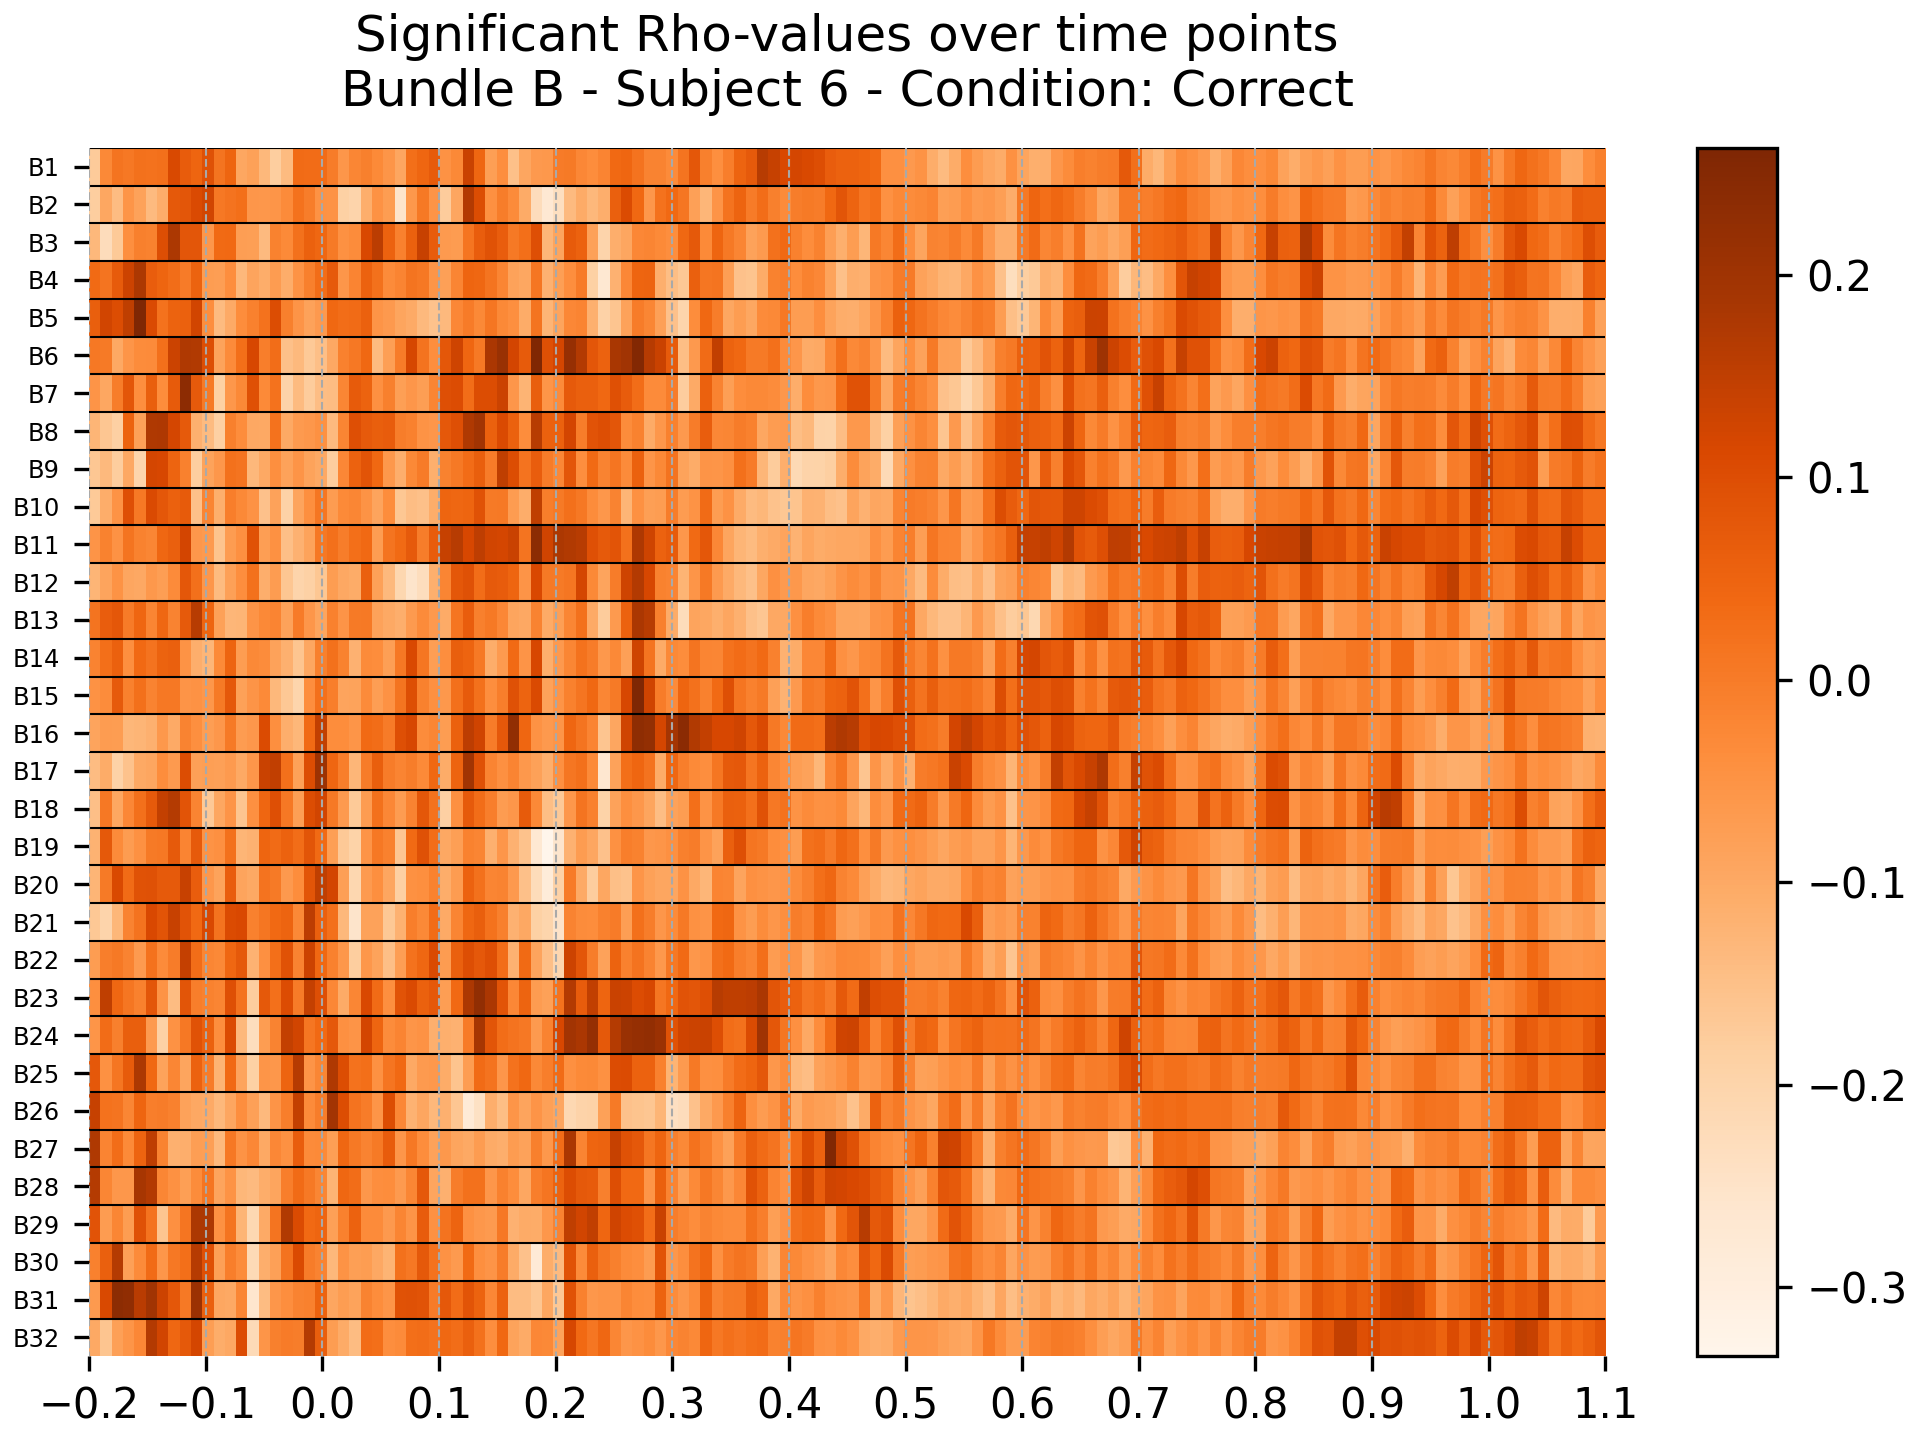 Significant Rho-values over time points
Bundle B - Subject 6 - Condition: Correct
B1
B2
B3
B4
B5
B6
B7
B8
B9
B10
B11
B12
B13
B14
B15
B16
B17
B18
B19
B20
B21
B22
B23
B24
B25
B26
B27
B28
B29
B30
B31
B32
−0.2 −0.1 0.0 0.1 0.2 0.3 0.4 0.5 0.6 0.7 0.8 0.9 1.0 1.1
0.2
0.1
0.0
−0.1
−0.2
−0.3